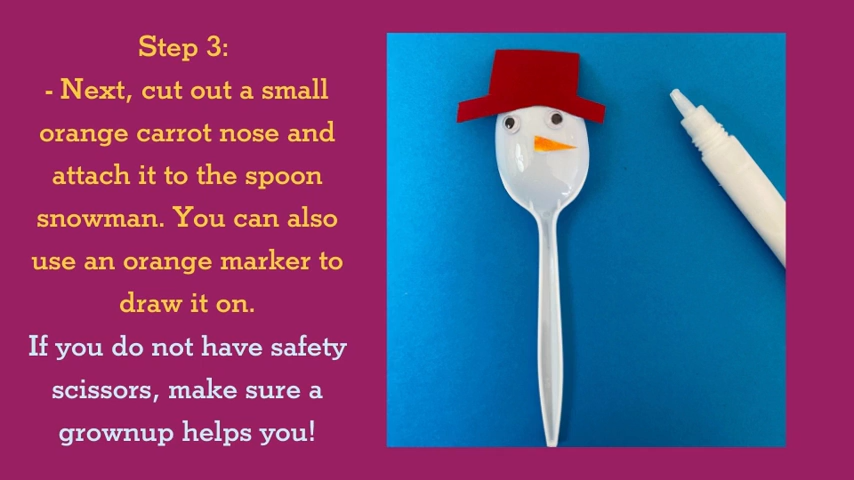 Step 3:
- Next, cut out a small
orange carrot nose and
attach it to the spoon
snowman. You can also
use an orange marker to
draw it on.
If you do not have safety
scissors, make sure a
grownup helps you!